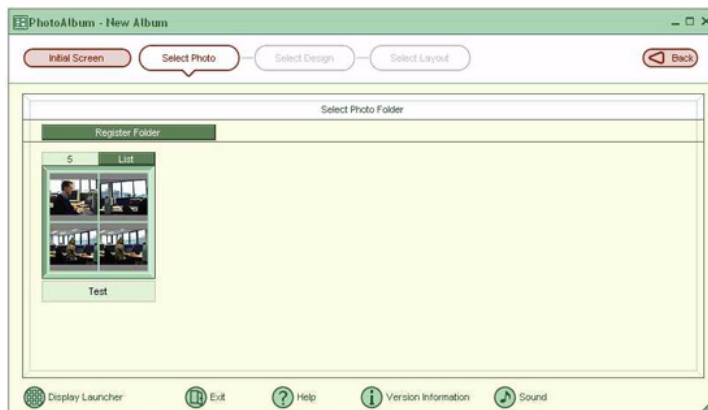 PhotoAlbum - New Album
Initial Screen Select Photo Select Design Select Layout Back
Select Photo Folder
Register Folder
5 List
Test
Display Launcher Exit Help Version Information Sound